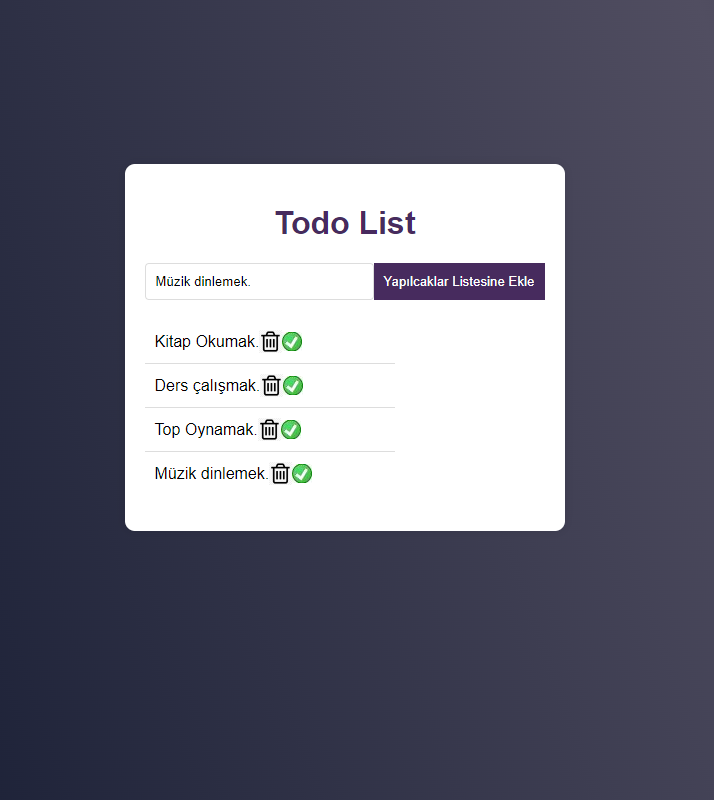 Todo List
Müzik dinlemek.
Yapılcaklar Listesine Ekle
Kitap Okumak.
Ders çalışmak.
Top Oynamak.
Müzik dinlemek.